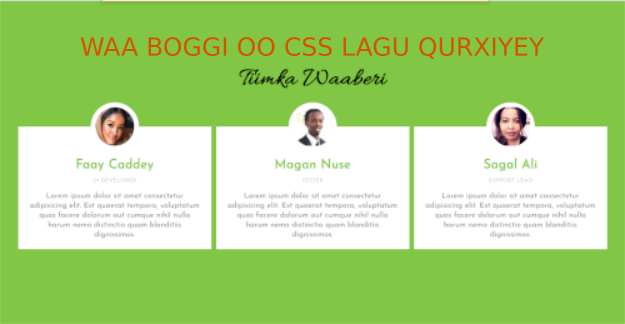 WAA BOGGI OO CSS LAGU QURXIYEY
Tiimka Waaberi
Faay Caddey
UI DEVELOPER
Lorem ipsum dolor sit amet consectetur
adipisicing elit. Est quaerat tempora, voluptatum
quas facere dolorum aut cumque nihil nulla
harum nemo distinctio quam blanditiis
dignissimos.
Magan Nuse
TESTER
Lorem ipsum dolor sit amet consectetur
adipisicing elit. Est quaerat tempora, voluptatum
quas facere dolorum aut cumque nihil nulla
harum nemo distinctio quam blanditiis
dignissimos.
Sagal Ali
SUPPORT LEAD
Lorem ipsum dolor sit amet consectetur
adipisicing elit. Est quaerat tempora, voluptatum
quas facere dolorum aut cumque nihil nulla
harum nemo distinctio quam blanditiis
dignissimos.